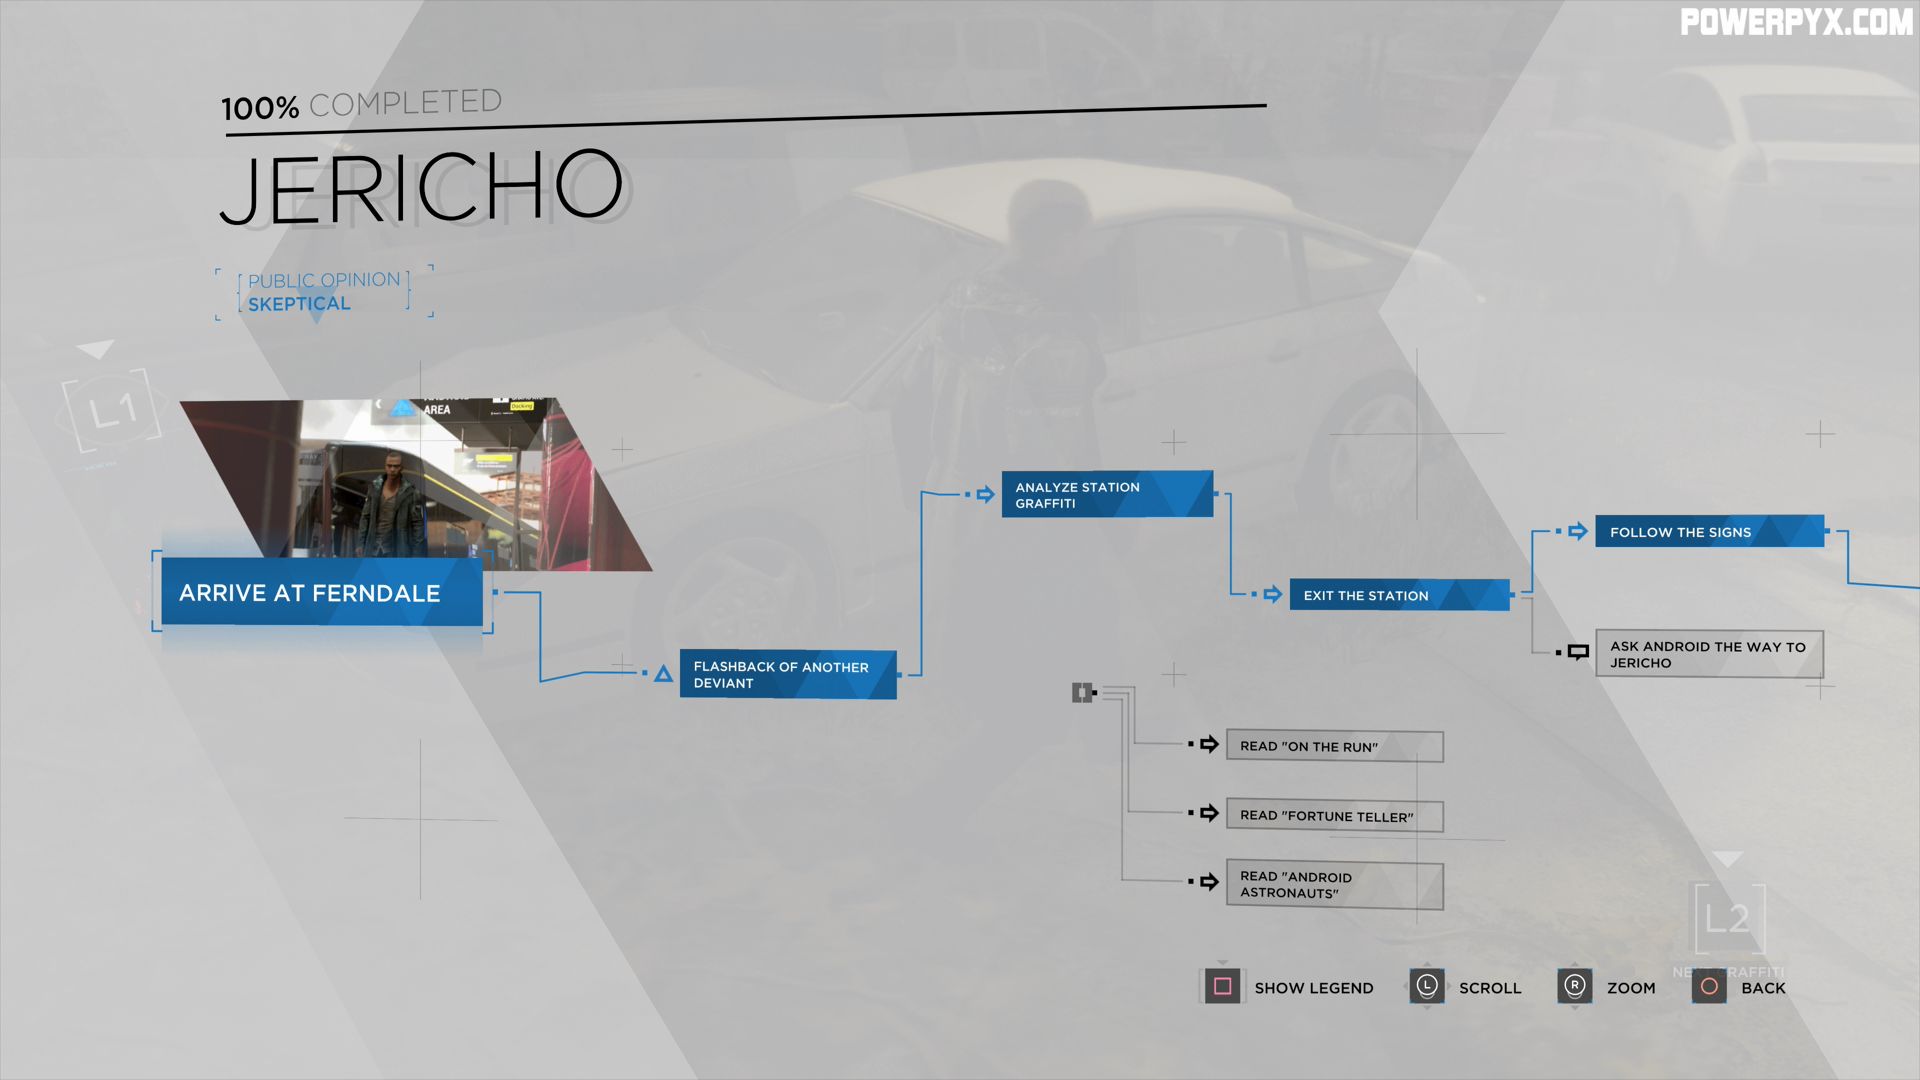 POWERPYX.COM
100% COMPLETED
JERICHO
PUBLIC OPINION
SKEPTICAL
L1
AREA
ARRIVE AT FERNDALE
FLASHBACK OF ANOTHER
DEVIANT
ANALYZE STATION
GRAFFITI
EXIT THE STATION
FOLLOW THE SIGNS
ASK ANDROID THE WAY TO
JERICHO
READ "ON THE RUN"
READ "FORTUNE TELLER"
READ "ANDROID
ASTRONAUTS"
L2
NEXT GRAFFITI
SHOW LEGEND
L
SCROLL
R
ZOOM
BACK